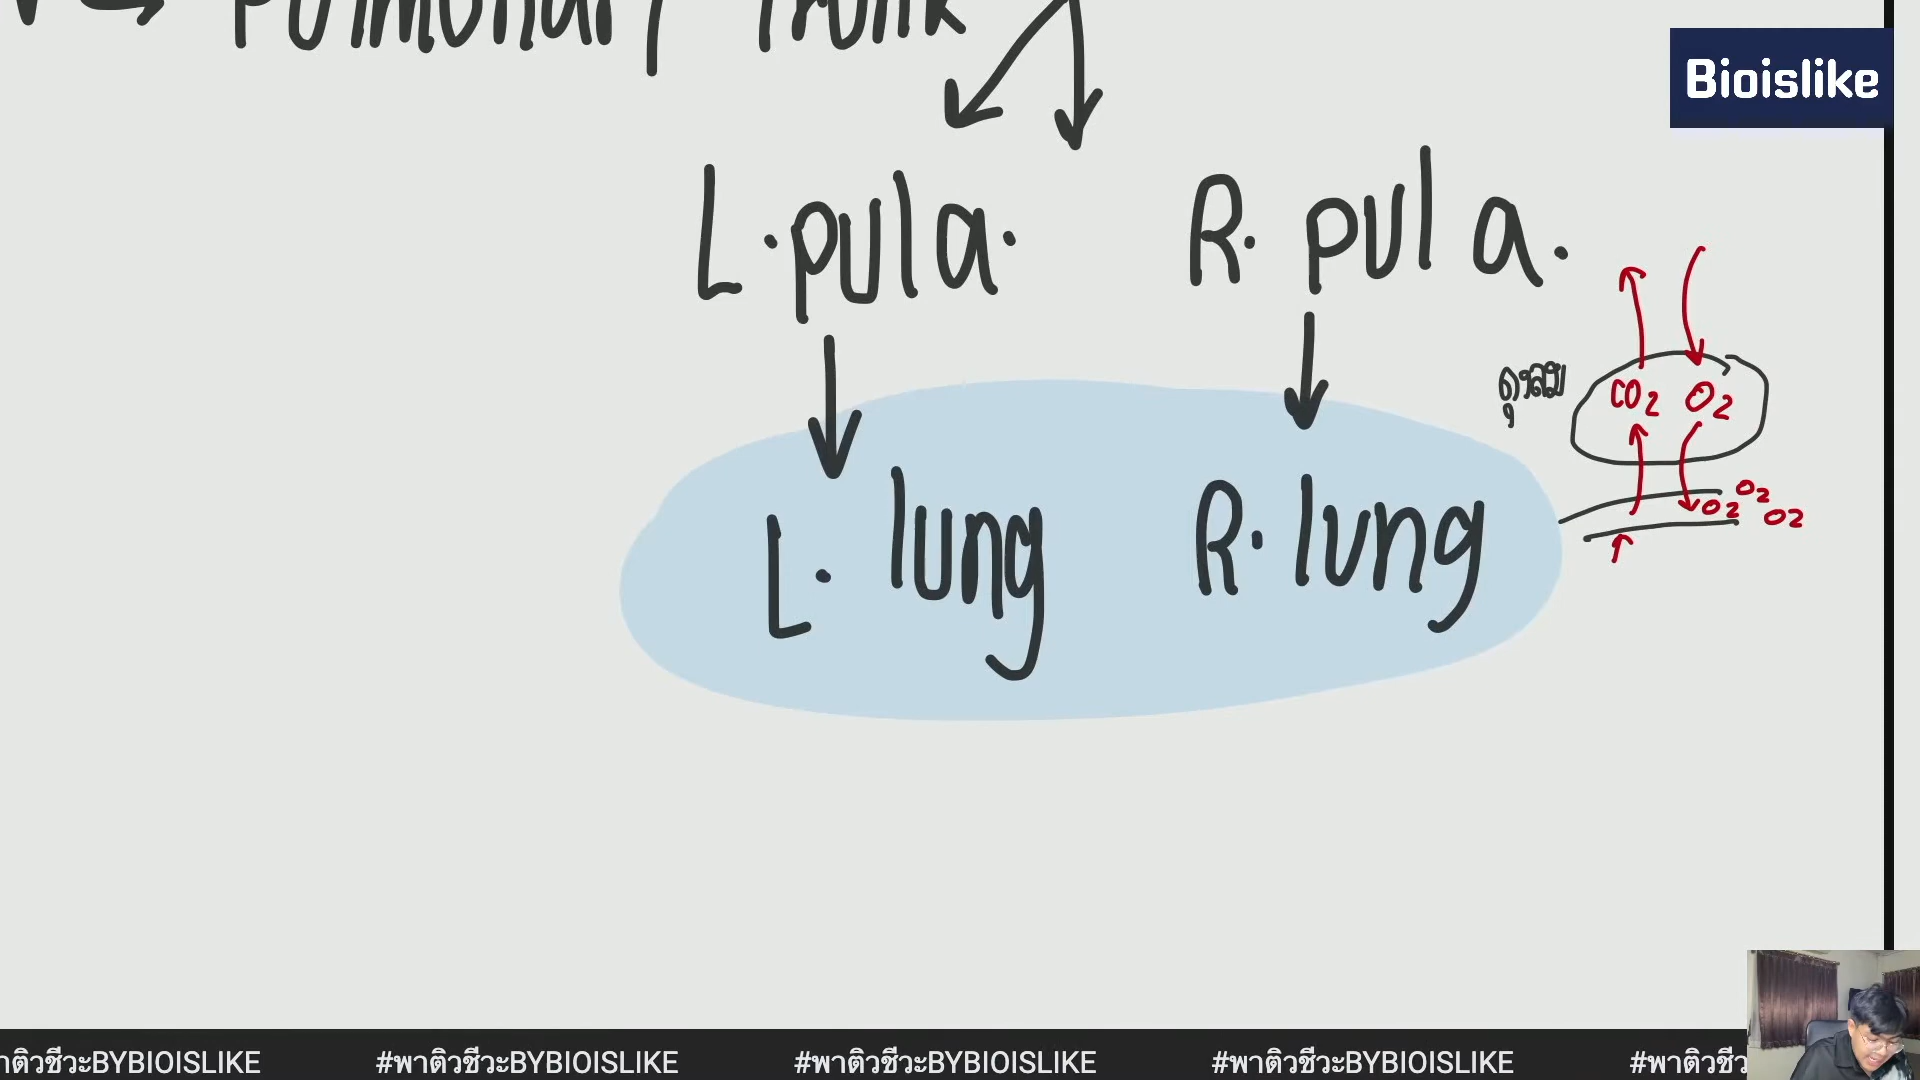 Pulmonary Trunk
Bioislike
L. pul a.
R. pul a.
ถุงลม
CO2 O2
O2
O2 O2
L. lung
R. lung
#พาติวชีวะBYBIOISLIKE #พาติวชีวะBYBIOISLIKE #พาติวชีวะBYBIOISLIKE